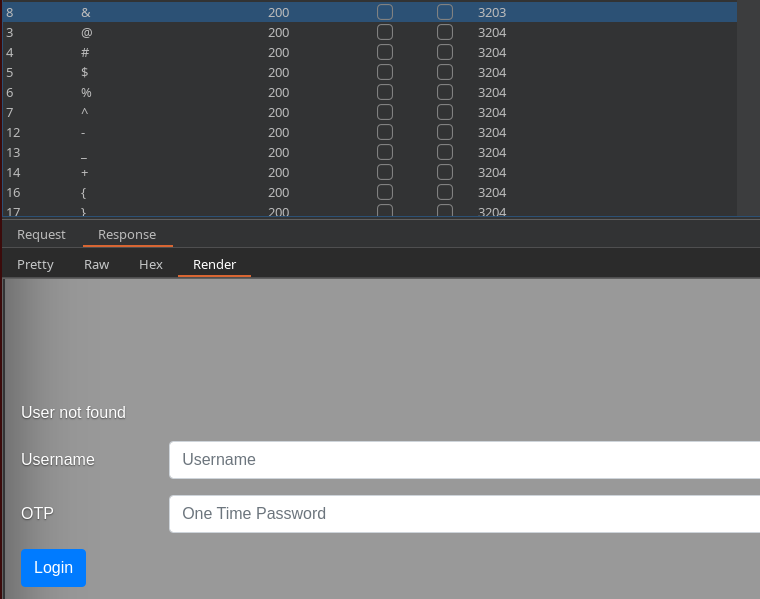 8 & 200 3203
3 @ 200 3204
4 # 200 3204
5 $ 200 3204
6 % 200 3204
7 ^ 200 3204
12 - 200 3204
13 _ 200 3204
14 + 200 3204
16 { 200 3204
17 } 200 3204
Request Response
Pretty Raw Hex Render
User not found
Username Username
OTP One Time Password
Login